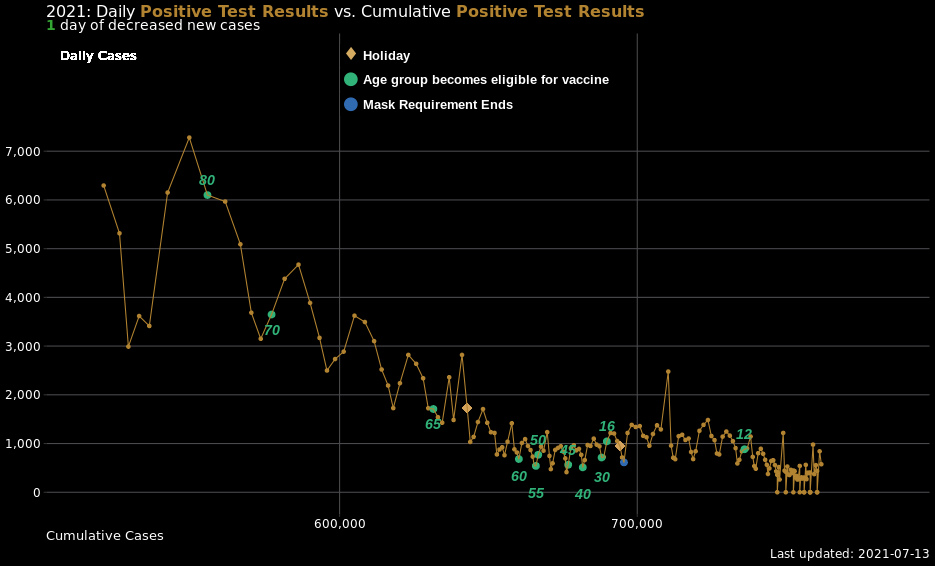 2021: Daily Positive Test Results vs. Cumulative Positive Test Results
1 day of decreased new cases
Daily Cases
Holiday
Age group becomes eligible for vaccine
Mask Requirement Ends
7,000
6,000
5,000
4,000
3,000
2,000
1,000
0
80
70
65
60
50
55
45
40
30
16
12
600,000
700,000
Cumulative Cases
Last updated: 2021-07-13